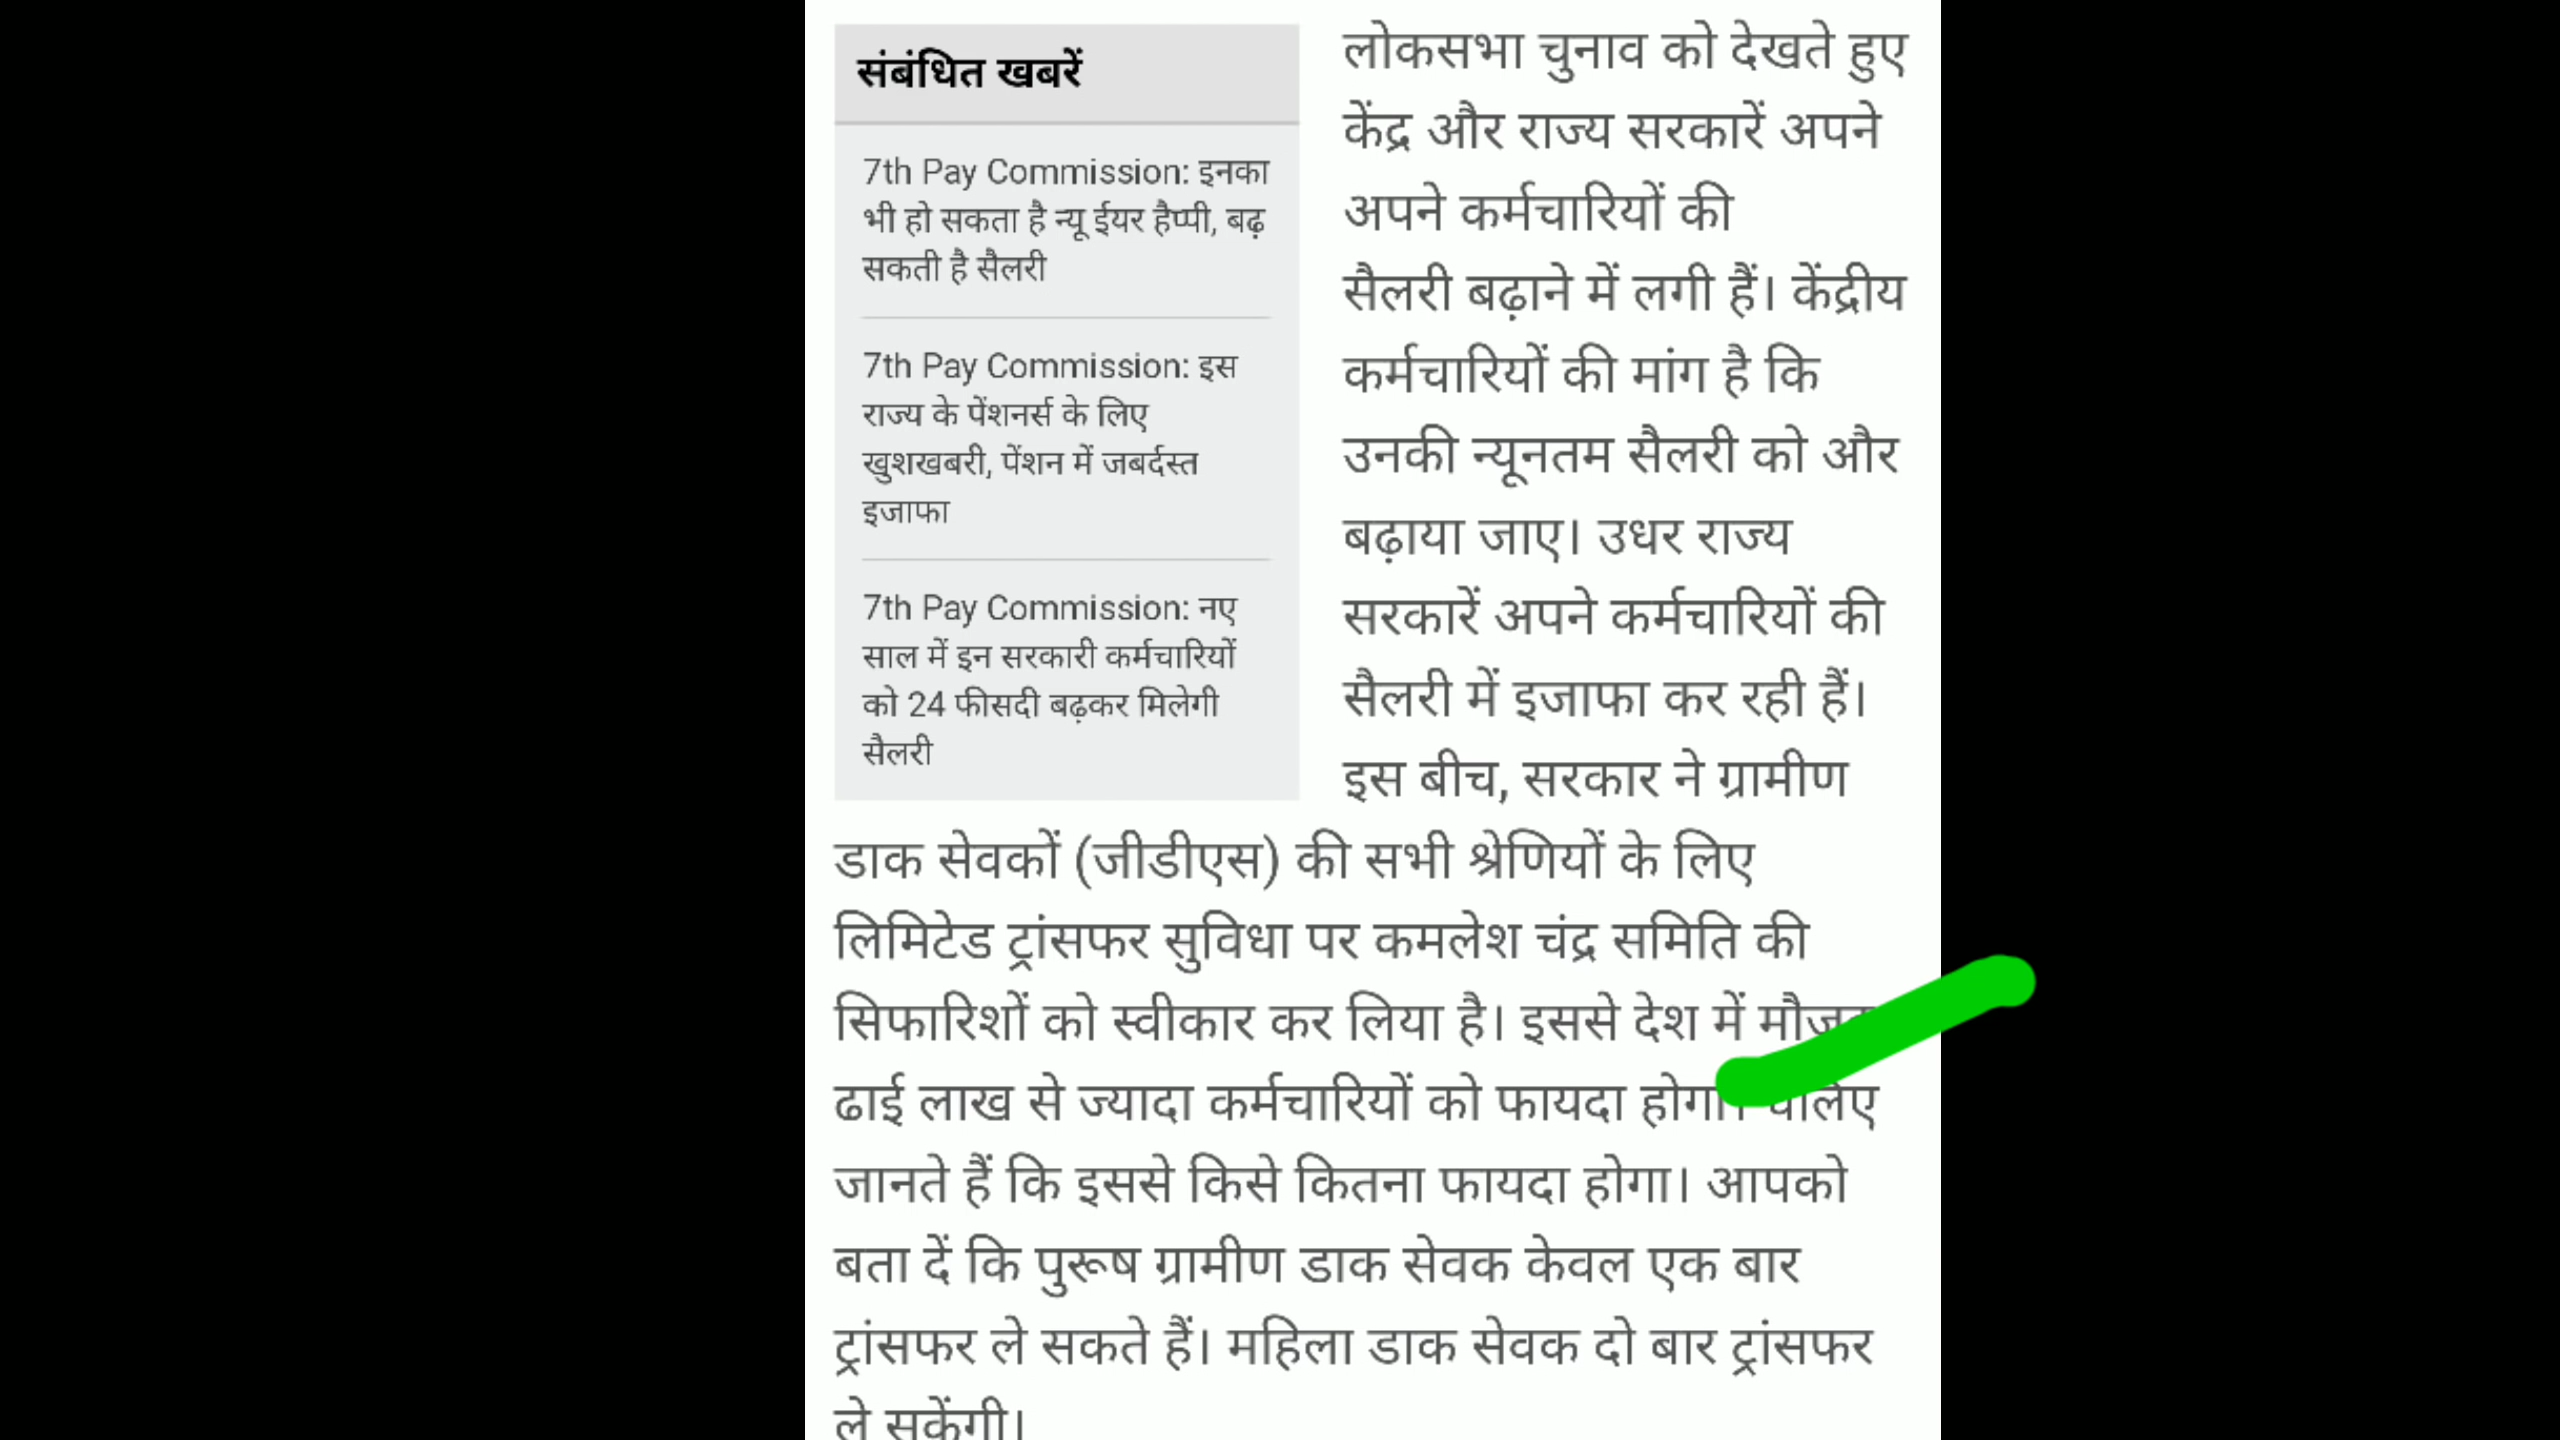 संबंधित खबरें
7th Pay Commission: इनका
भी हो सकता है न्यू ईयर हैप्पी, बढ़
सकती है सैलरी
7th Pay Commission: इस
राज्य के पेंशनर्स के लिए
खुशखबरी, पेंशन में जबर्दस्त
इजाफा
7th Pay Commission: नए
साल में इन सरकारी कर्मचारियों
को 24 फीसदी बढ़कर मिलेगी
सैलरी
लोकसभा चुनाव को देखते हुए
केंद्र और राज्य सरकारें अपने
अपने कर्मचारियों की
सैलरी बढ़ाने में लगी हैं। केंद्रीय
कर्मचारियों की मांग है कि
उनकी न्यूनतम सैलरी को और
बढ़ाया जाए। उधर राज्य
सरकारें अपने कर्मचारियों की
सैलरी में इजाफा कर रही हैं।
इस बीच, सरकार ने ग्रामीण
डाक सेवकों (जीडीएस) की सभी श्रेणियों के लिए
लिमिटेड ट्रांसफर सुविधा पर कमलेश चंद्र समिति की
सिफारिशों को स्वीकार कर लिया है। इससे देश में
ढाई लाख से ज्यादा कर्मचारियों को फायदा होगा।
जानते हैं कि इससे किसे कितना फायदा होगा। आपको
बता दें कि पुरूष ग्रामीण डाक सेवक केवल एक बार
ट्रांसफर ले सकते हैं। महिला डाक सेवक दो बार ट्रांसफर
ले सकेंगी।